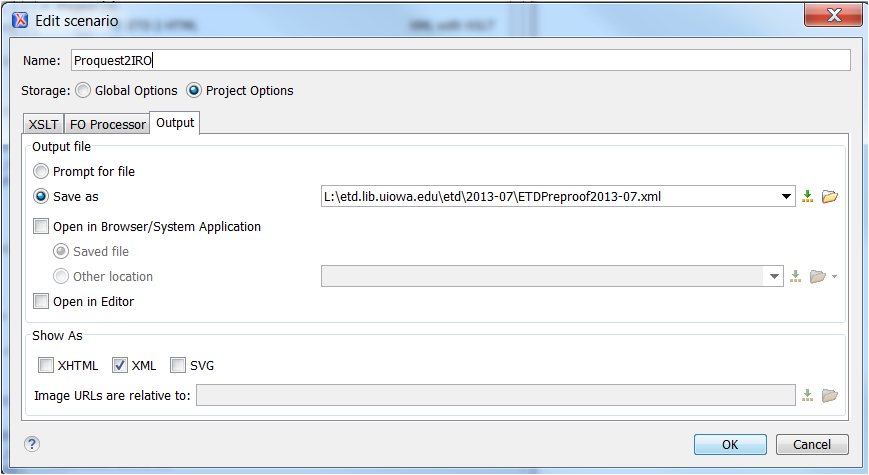 Edit scenario
Name: Proquest2IRO
Storage: Global Options Project Options
XSLT FO Processor Output
Output file
Prompt for file
Save as L:\etd.lib.uiowa.edu\etd\2013-07\ETDPreproof2013-07.xml
Open in Browser/System Application
Saved file
Other location
Open in Editor
Show As
XHTML XML SVG
Image URLs are relative to:
? OK Cancel